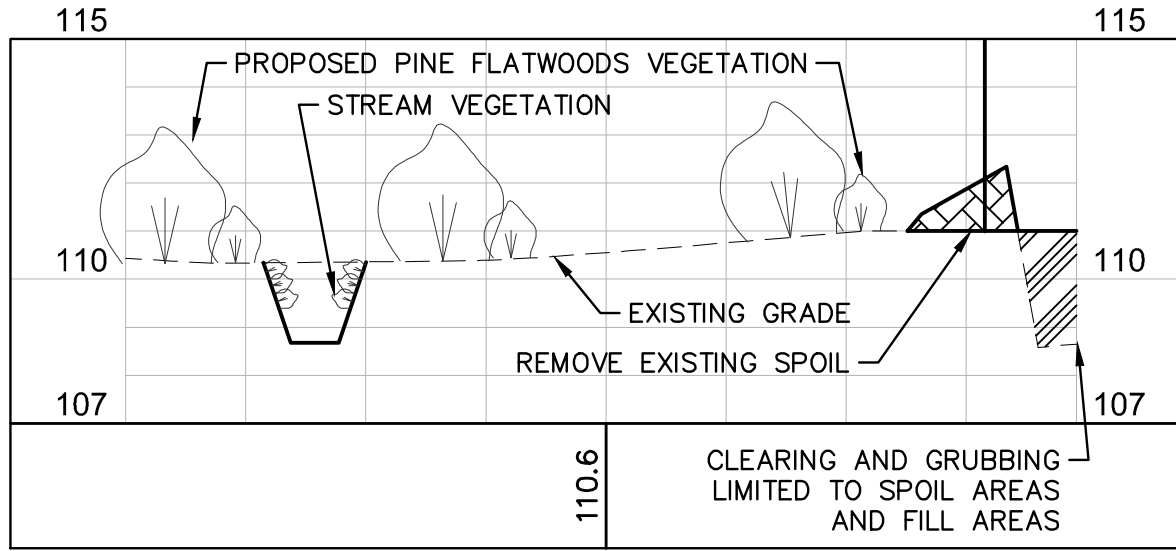 115
115
PROPOSED PINE FLATWOODS VEGETATION
STREAM VEGETATION
110
110
EXISTING GRADE
REMOVE EXISTING SPOIL
107
107
110.6
CLEARING AND GRUBBING
LIMITED TO SPOIL AREAS
AND FILL AREAS